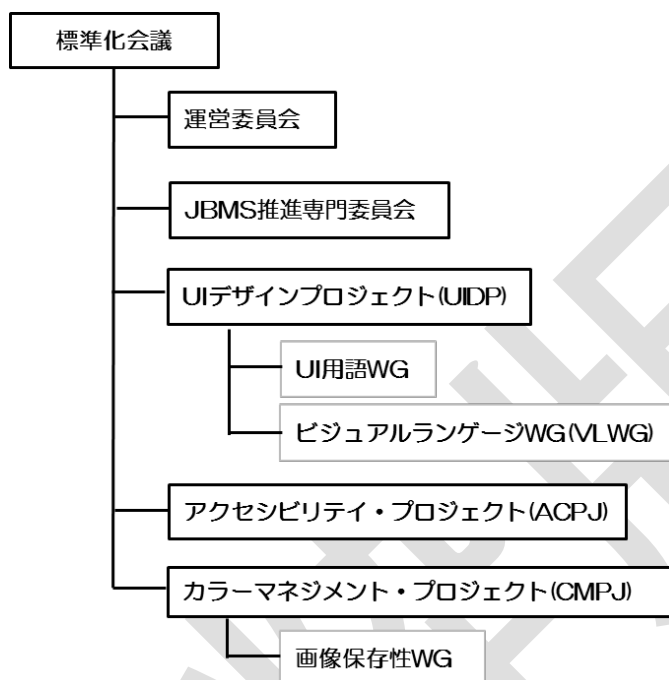 標準化会議
運営委員会
JBMS推進専門委員会
UIデザインプロジェクト(UIDP)
UI用語WG
ビジュアルランゲージWG(VLWG)
アクセシビリテイ・プロジェクト(ACPJ)
カラーマネジメント・プロジェクト(CMPJ)
画像保存性WG